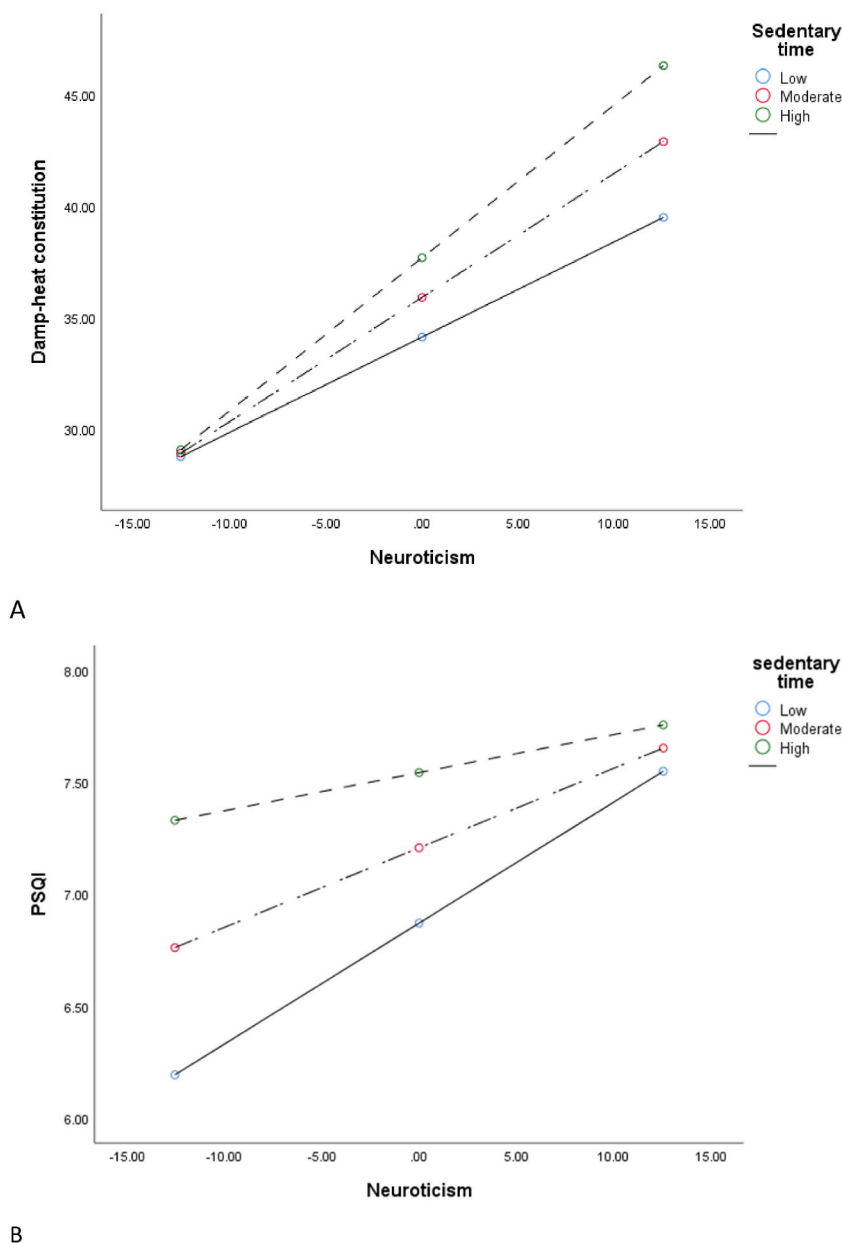 Sedentary
time
Low
Moderate
High
45.00
40.00
35.00
30.00
Damp-heat constitution
-15.00 -10.00 -5.00 .00 5.00 10.00 15.00
Neuroticism
A
sedentary
time
Low
Moderate
High
8.00
7.50
7.00
6.50
6.00
PSQI
-15.00 -10.00 -5.00 .00 5.00 10.00 15.00
Neuroticism
B